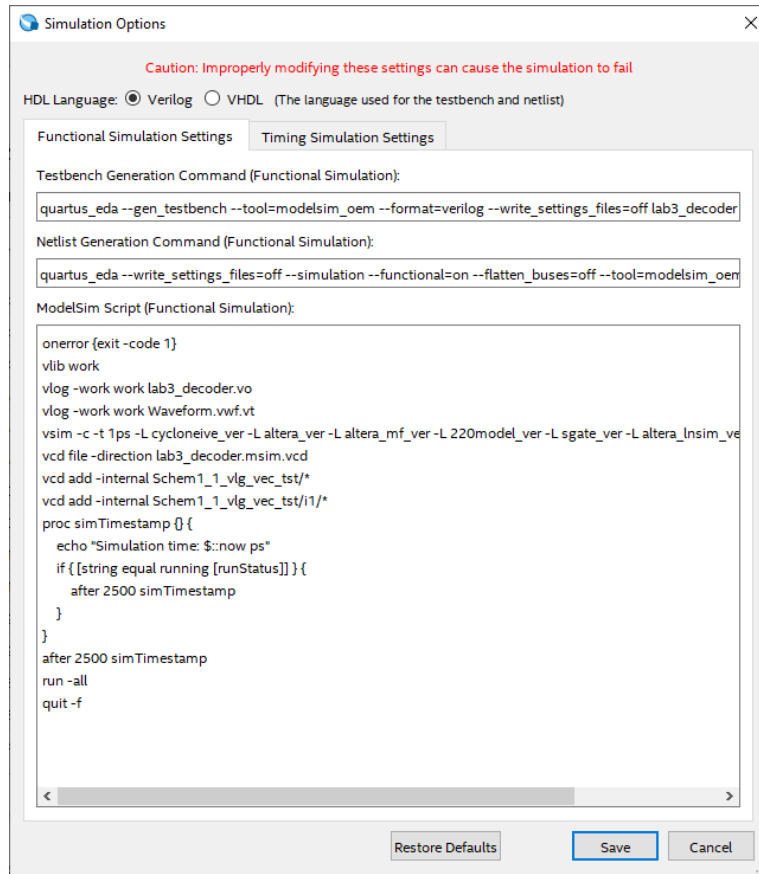 Simulation Options
Caution: Improperly modifying these settings can cause the simulation to fail
HDL Language: Verilog VHDL (The language used for the testbench and netlist)
Functional Simulation Settings Timing Simulation Settings
Testbench Generation Command (Functional Simulation):
quartus_eda --gen_testbench --tool=modelsim_oem --format=verilog --write_settings_files=off lab3_decoder
Netlist Generation Command (Functional Simulation):
quartus_eda --write_settings_files=off --simulation --functional=on --flatten_buses=off --tool=modelsim_oem
ModelSim Script (Functional Simulation):
onerror {exit -code 1}
vlib work
vlog -work work lab3_decoder.vo
vlog -work work Waveform.vwf.vt
vsim -c -t 1ps -L cycloneive_ver -L altera_ver -L altera_mf_ver -L 220model_ver -L sgate_ver -L altera_lnsim_ve
vcd file -direction lab3_decoder.msim.vcd
vcd add -internal Schem1_1_vlg_vec_tst/*
vcd add -internal Schem1_1_vlg_vec_tst/i1/*
proc simTimestamp {} {
echo "Simulation time: $::now ps"
if { [string equal running [runStatus]] } {
after 2500 simTimestamp
}
}
after 2500 simTimestamp
run -all
quit -f
Restore Defaults Save Cancel